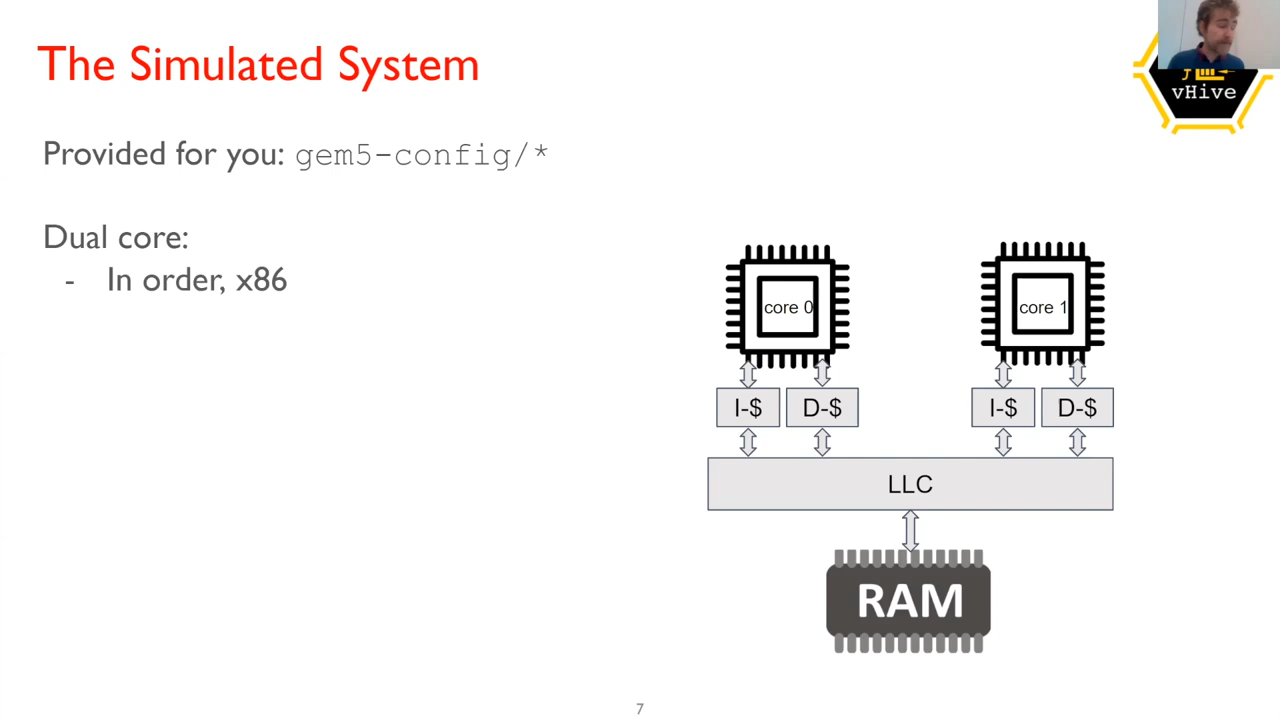 The Simulated System
vHive
Provided for you: gem5-config/*
Dual core:
- In order, x86
core 0
core 1
I-$
D-$
I-$
D-$
LLC
RAM
7